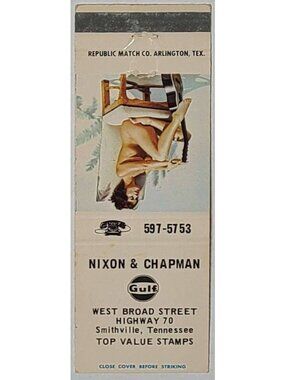 REPUBLIC MATCH CO. ARLINGTON, TEX.
597-5753
NIXON & CHAPMAN
Gulf
WEST BROAD STREET
HIGHWAY 70
Smithville, Tennessee
TOP VALUE STAMPS
CLOSE COVER BEFORE STRIKING